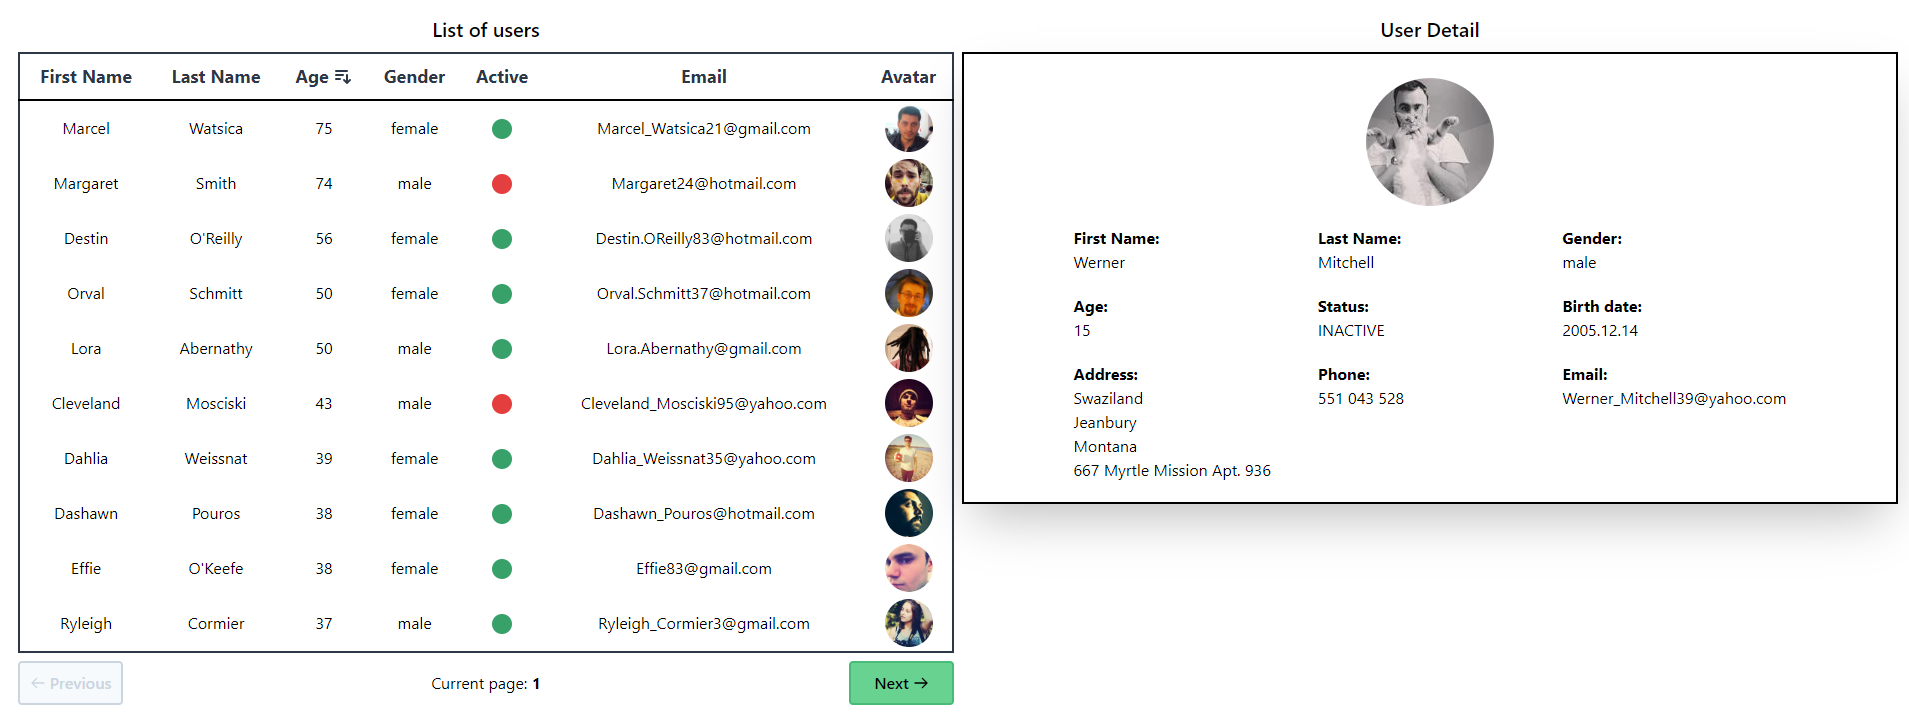 List of users
First Name Last Name Age Gender Active Email Avatar
Marcel Watsica 75 female Marcel_Watsica21@gmail.com
Margaret Smith 74 male Margaret24@hotmail.com
Destin O'Reilly 56 female Destin.OReilly83@hotmail.com
Orval Schmitt 50 female Orval.Schmitt37@hotmail.com
Lora Abernathy 50 male Lora.Abernathy@gmail.com
Cleveland Mosciski 43 male Cleveland_Mosciski95@yahoo.com
Dahlia Weissnat 39 female Dahlia_Weissnat35@yahoo.com
Dashawn Pouros 38 female Dashawn_Pouros@hotmail.com
Effie O'Keefe 38 female Effie83@gmail.com
Ryleigh Cormier 37 male Ryleigh_Cormier3@gmail.com
← Previous Current page: 1 Next →
User Detail
First Name: Last Name: Gender:
Werner Mitchell male
Age: Status: Birth date:
15 INACTIVE 2005.12.14
Address: Phone: Email:
Swaziland 551 043 528 Werner_Mitchell39@yahoo.com
Jeanbury
Montana
667 Myrtle Mission Apt. 936